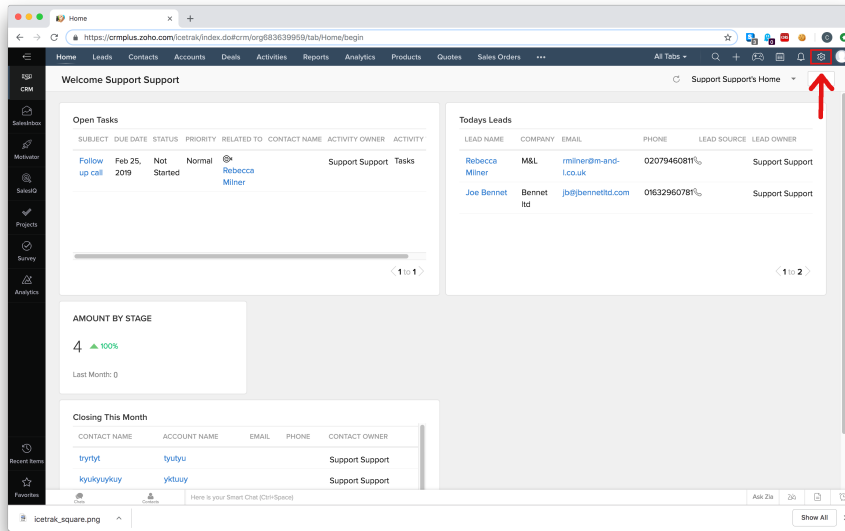 Home
https://crmplus.zoho.com/icetrak/index.do#crm/org683639959/tab/Home/begin
Home Leads Contacts Accounts Deals Activities Reports Analytics Products Quotes Sales Orders ••• All Tabs
CRM
Welcome Support Support
Support Support's Home
SalesInbox
Motivator
SalesIQ
Projects
Survey
Analytics
Recent Items
Favorites
Open Tasks
SUBJECT DUE DATE STATUS PRIORITY RELATED TO CONTACT NAME ACTIVITY OWNER ACTIVITY
Follow Feb 25, Not Normal Support Support Tasks
up call 2019 Started Rebecca
Milner
1 to 1
Todays Leads
LEAD NAME COMPANY EMAIL PHONE LEAD SOURCE LEAD OWNER
Rebecca M&L rmilner@m-and- 02079460811 Support Support
Milner l.co.uk
Joe Bennet Bennet jb@jbennetltd.com 01632960781 Support Support
ltd
1 to 2
AMOUNT BY STAGE
4 100%
Last Month: 0
Closing This Month
CONTACT NAME ACCOUNT NAME EMAIL PHONE CONTACT OWNER
tryrtyt tyutyu Support Support
kyukyuykuy yktuuy Support Support
Chats Contacts Here is your Smart Chat (Ctrl+Space) Ask Zia
icetrak_square.png Show All